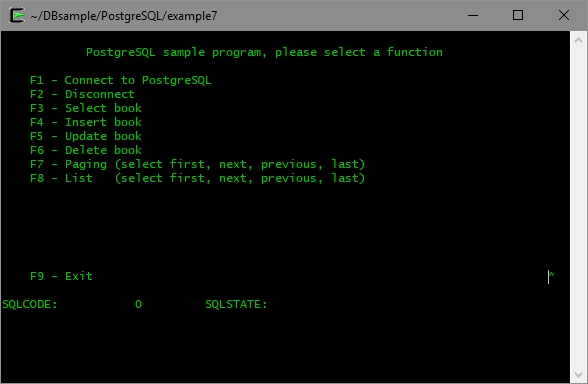 ~/DBsample/PostgreSQL/example7
PostgreSQL sample program, please select a function
F1 - Connect to PostgreSQL
F2 - Disconnect
F3 - Select book
F4 - Insert book
F5 - Update book
F6 - Delete book
F7 - Paging (select first, next, previous, last)
F8 - List   (select first, next, previous, last)
F9 - Exit *
SQLCODE: 0 SQLSTATE: